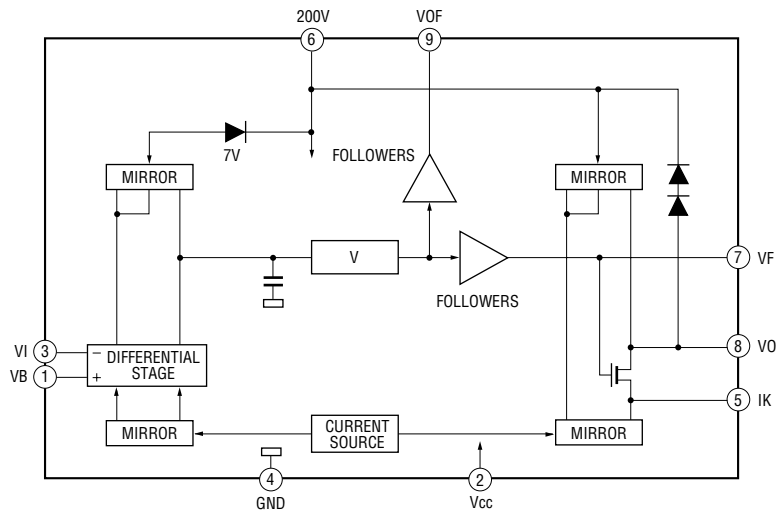 200V
VOF
6
9
7V
FOLLOWERS
MIRROR
MIRROR
V
7
VF
FOLLOWERS
VI
3
8
VO
−
DIFFERENTIAL
STAGE
VB
1
+
5
IK
MIRROR
CURRENT
SOURCE
MIRROR
4
2
GND
Vcc